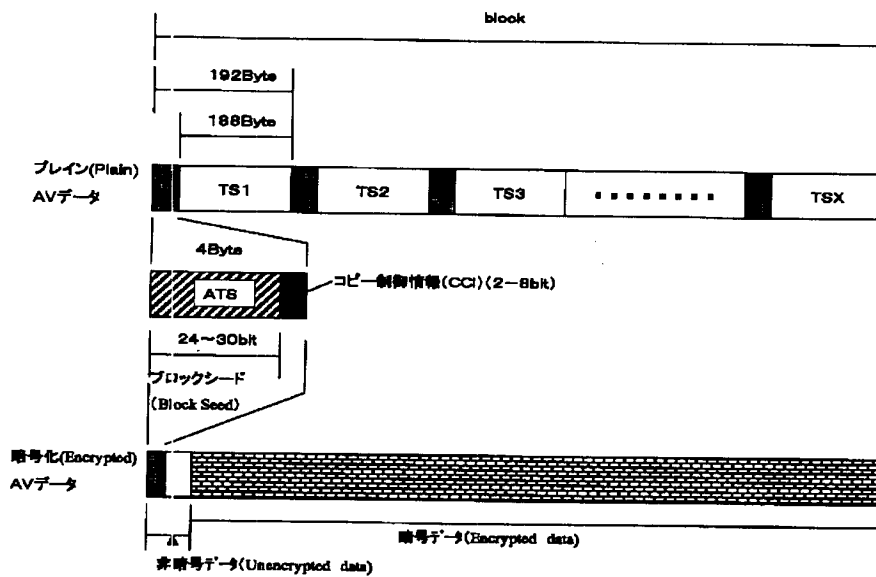 block
192Byte
188Byte
プレイン(Plain)
AVデータ
TS1
TS2
TS3
TSX
4Byte
ATS
コピー制御情報(CCI)(2-8bit)
24～30bit
ブロックシード
(Block Seed)
暗号化(Encrypted)
AVデータ
暗号データ(Encrypted data)
非暗号データ(Unencrypted data)